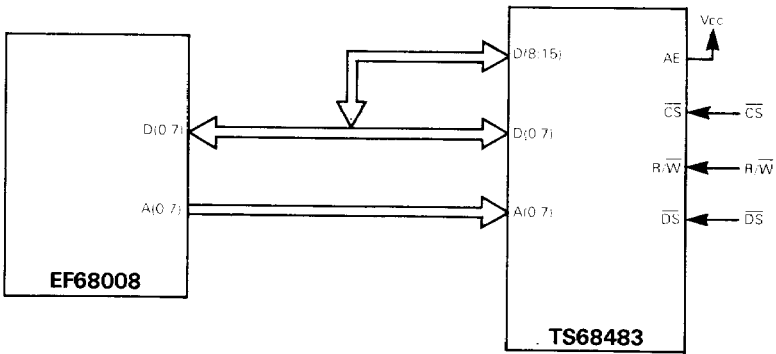 Vcc
D(8:15)
AE
CS CS
D(0 7) D(0 7)
R/W R/W
A(0 7) A(0 7)
DS DS
EF68008
TS68483